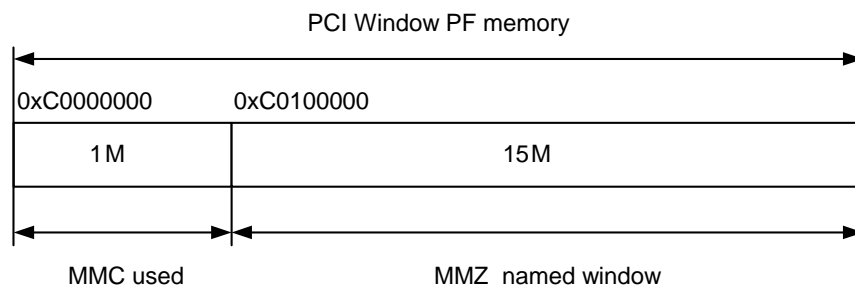 PCI Window PF memory
0xC0000000 0xC0100000
1M 15M
MMC used MMZ named window